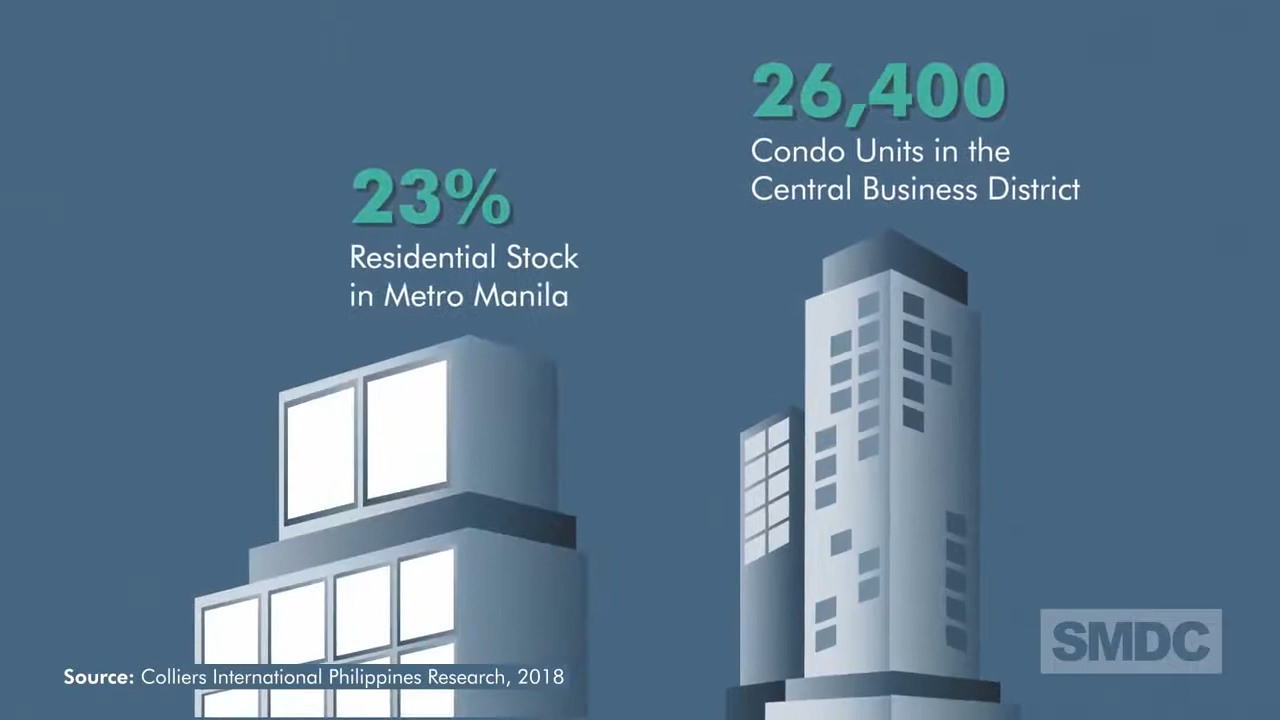 23%
Residential Stock
in Metro Manila
26,400
Condo Units in the
Central Business District
Source: Colliers International Philippines Research, 2018
SMDC